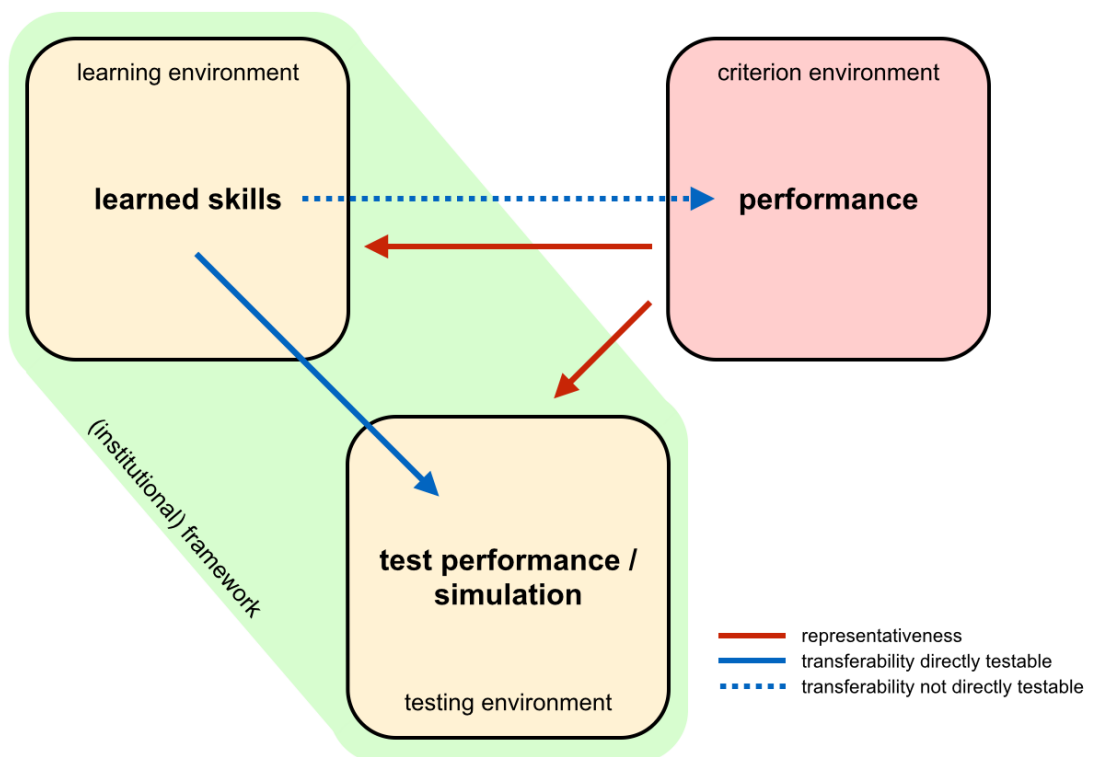 learning environment
criterion environment
learned skills
performance
(institutional) framework
test performance /
simulation
testing environment
representativeness
transferability directly testable
transferability not directly testable